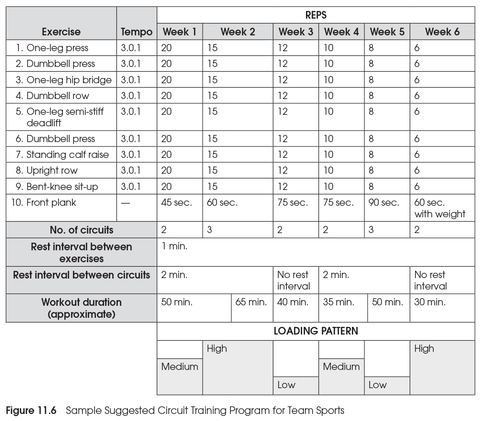 REPS
Exercise Tempo Week 1 Week 2 Week 3 Week 4 Week 5 Week 6
1. One-leg press 3.0.1 20 15 12 10 8 6
2. Dumbbell press 3.0.1 20 15 12 10 8 6
3. One-leg hip bridge 3.0.1 20 15 12 10 8 6
4. Dumbbell row 3.0.1 20 15 12 10 8 6
5. One-leg semi-stiff 3.0.1 20 15 12 10 8 6
deadlift
6. Dumbbell press 3.0.1 20 15 12 10 8 6
7. Standing calf raise 3.0.1 20 15 12 10 8 6
8. Upright row 3.0.1 20 15 12 10 8 6
9. Bent-knee sit-up 3.0.1 20 15 12 10 8 6
10. Front plank — 45 sec. 60 sec. 75 sec. 75 sec. 90 sec. 60 sec.
with weight
No. of circuits 2 3 2 2 3 2
Rest interval between 1 min.
exercises
Rest interval between circuits 2 min. No rest 2 min. No rest
interval interval
Workout duration 50 min. 65 min. 40 min. 35 min. 50 min. 30 min.
(approximate)
LOADING PATTERN
High High
Medium Medium
Low Low
Figure 11.6 Sample Suggested Circuit Training Program for Team Sports